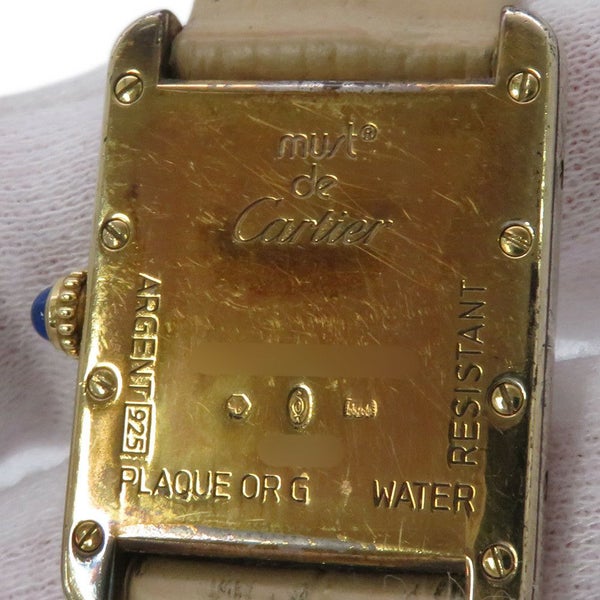 must®
de
Cartier
ARGENT 925
PLAQUE OR G
WATER
RESISTANT